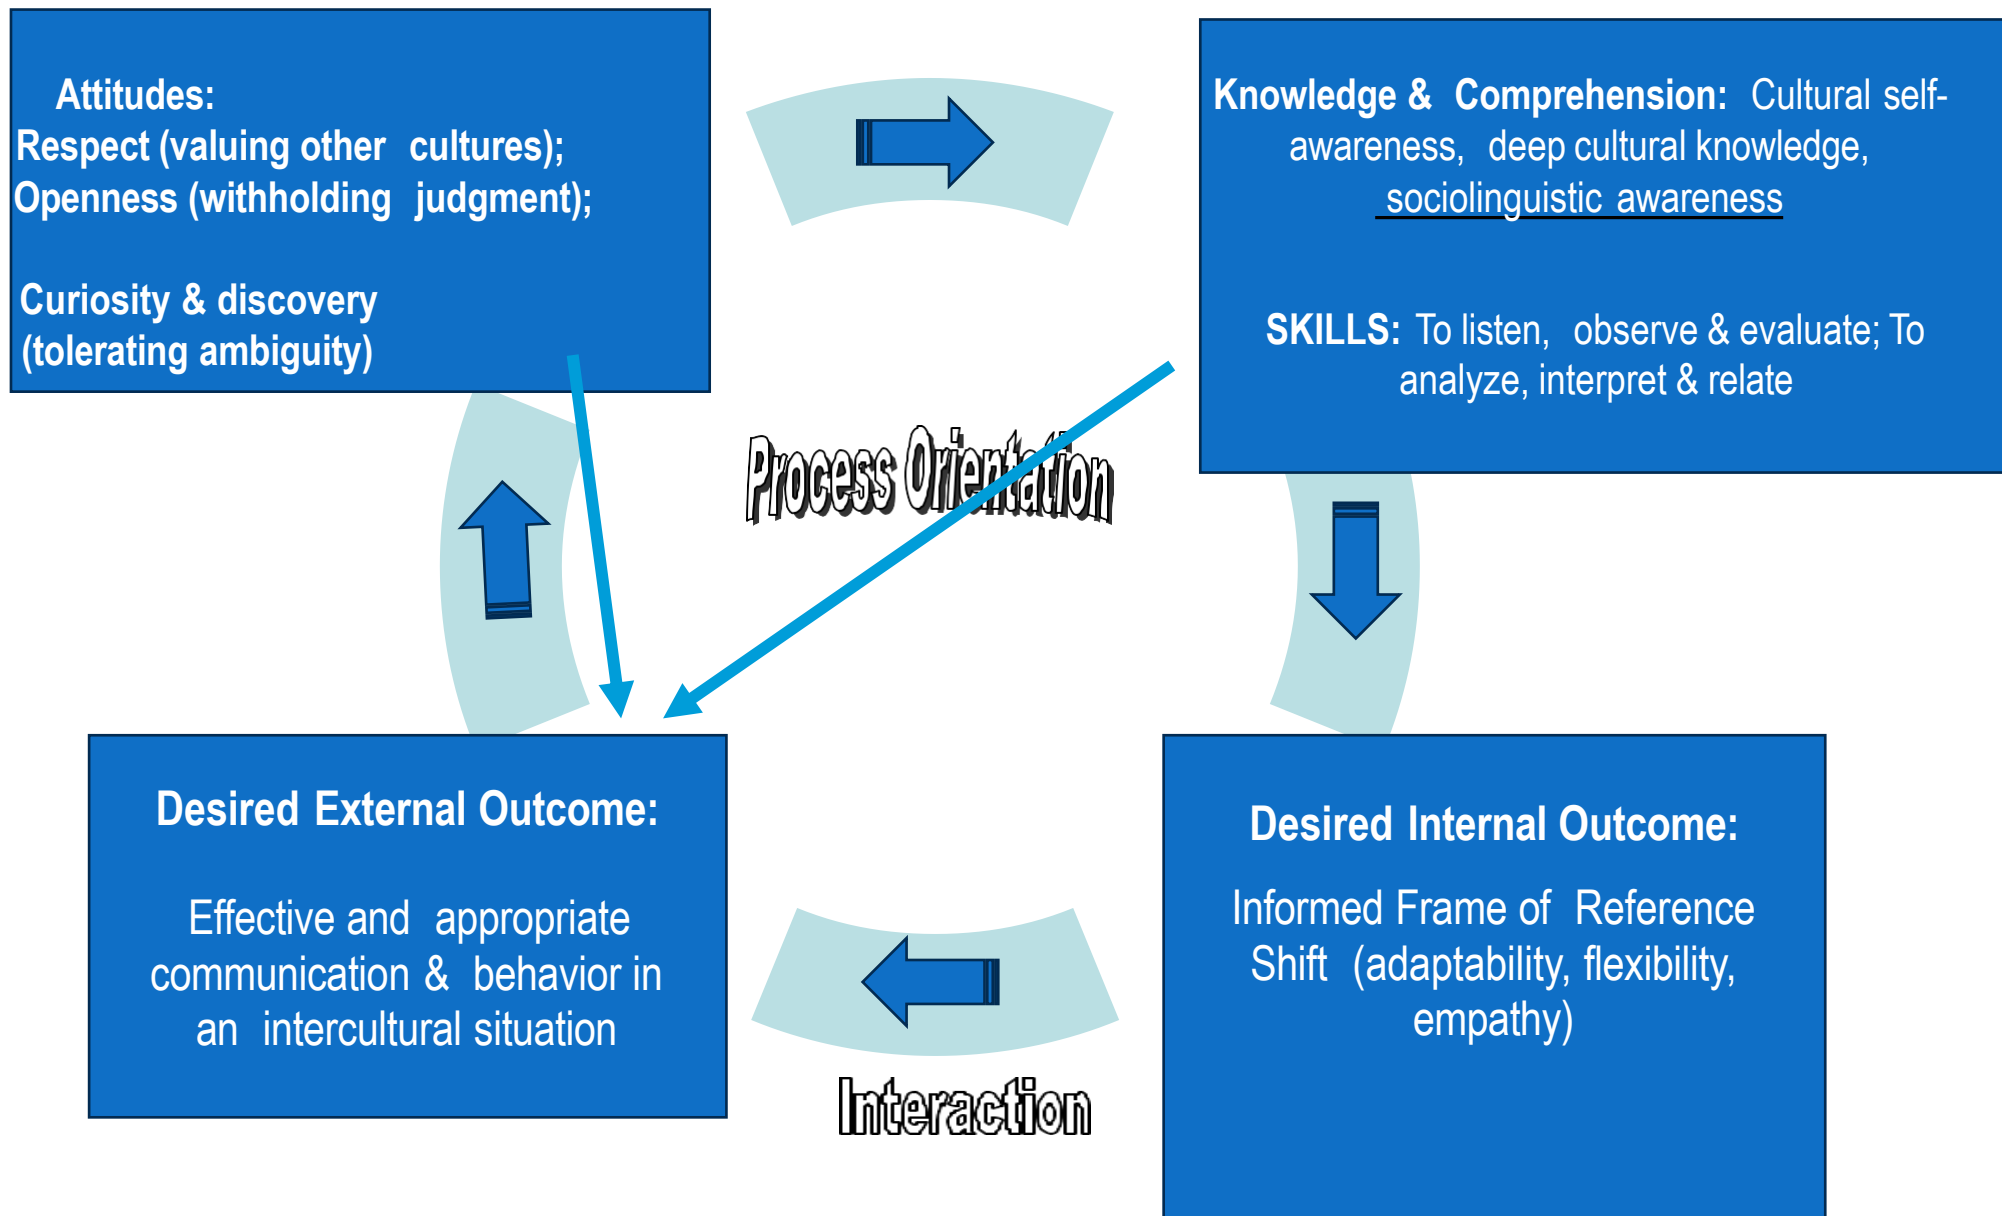 Attitudes:
Respect (valuing other cultures);
Openness (withholding judgment);
Curiosity & discovery
(tolerating ambiguity)
Knowledge & Comprehension: Cultural self-
awareness, deep cultural knowledge,
sociolinguistic awareness
SKILLS: To listen, observe & evaluate; To
analyze, interpret & relate
Process Orientation
Desired External Outcome:
Effective and appropriate
communication & behavior in
an intercultural situation
Desired Internal Outcome:
Informed Frame of Reference
Shift (adaptability, flexibility,
empathy)
Interaction